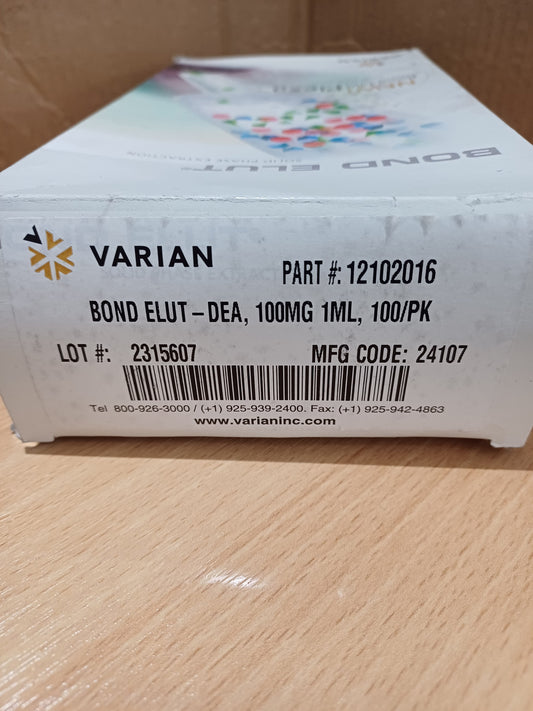 BOND ELUT
SOLID PHASE EXTRACTION
VARIAN
PART #: 12102016
BOND ELUT – DEA, 100MG 1ML, 100/PK
LOT #: 2315607 MFG CODE: 24107
Tel 800-926-3000 / (+1) 925-939-2400. Fax: (+1) 925-942-4863
www.varianinc.com